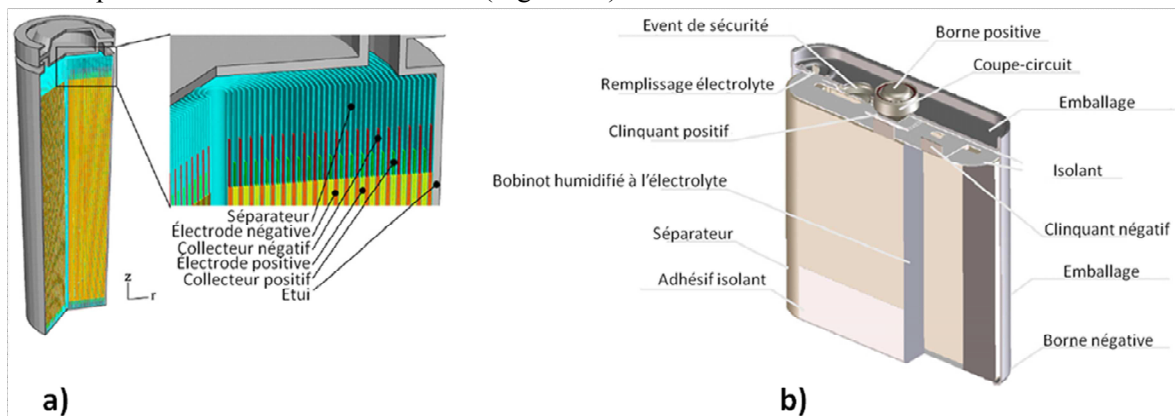 Séparateur
Électrode négative
Collecteur négatif
Électrode positive
Collecteur positif
Etui
z
r
a)
Event de sécurité
Borne positive
Coupe-circuit
Remplissage électrolyte
Emballage
Clinquant positif
Isolant
Bobinot humidifié à l'électrolyte
Clinquant négatif
Séparateur
Emballage
Adhésif isolant
Borne négative
b)